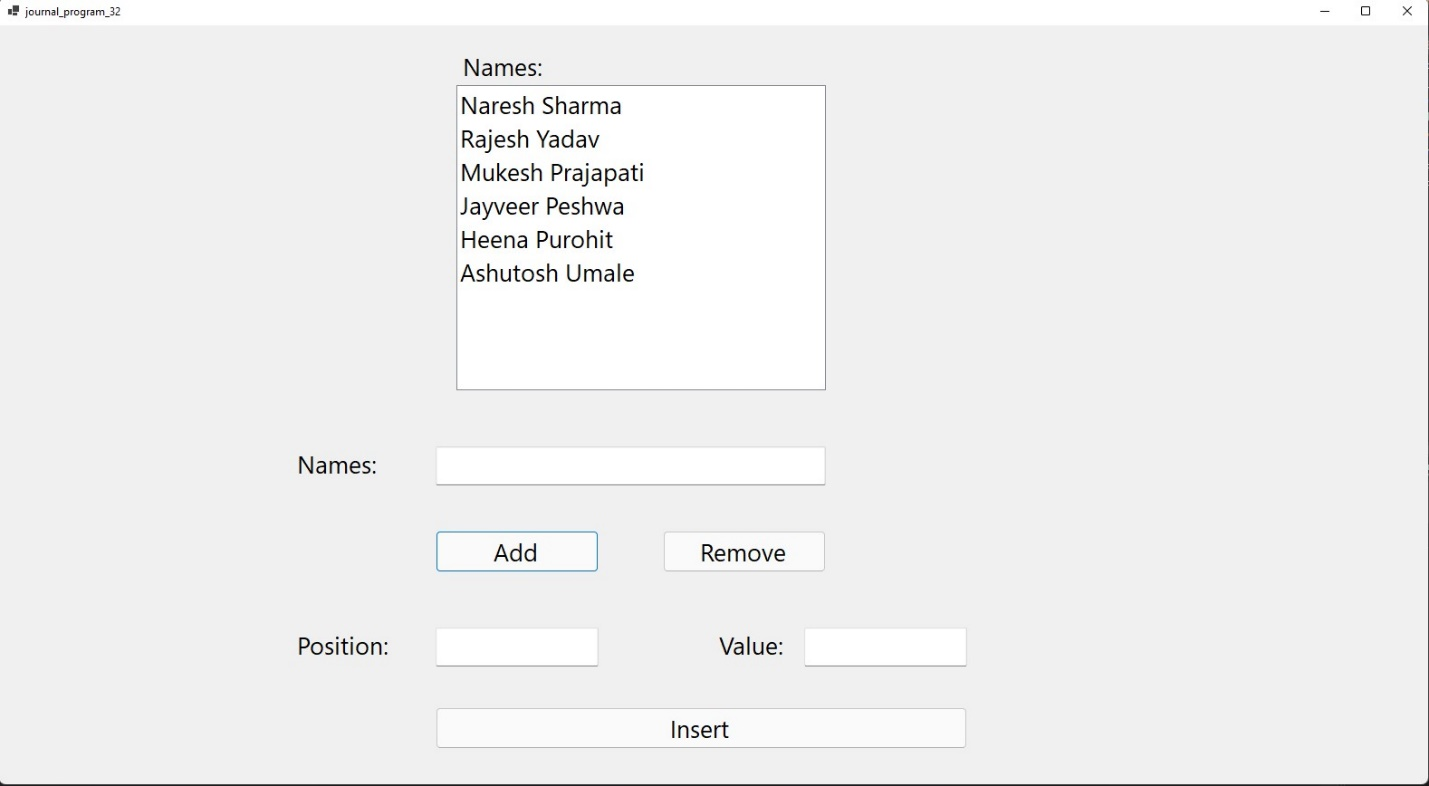 journal_program_32
Names:
Naresh Sharma
Rajesh Yadav
Mukesh Prajapati
Jayveer Peshwa
Heena Purohit
Ashutosh Umale
Names:
Add Remove
Position: Value:
Insert